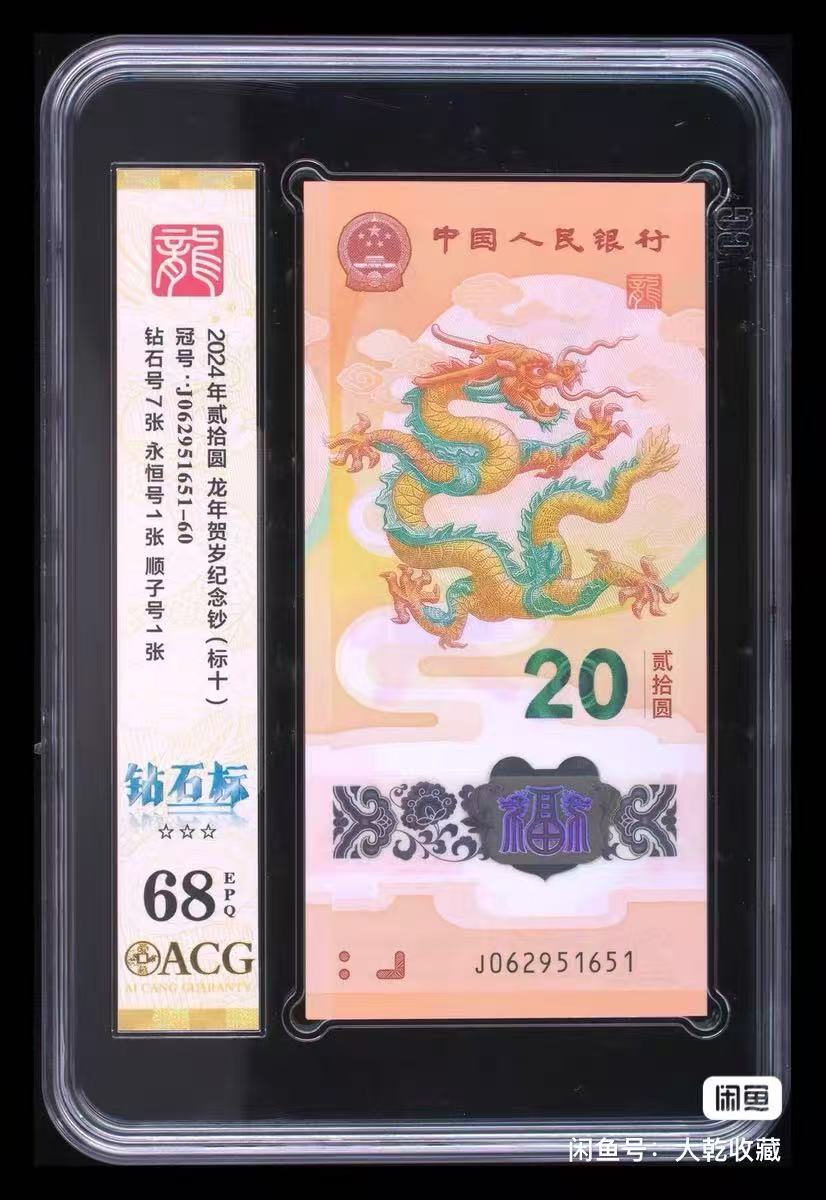 龍
2024年贰拾圆 龙年贺岁纪念钞(标十)
冠号:J062951651-60
钻石号7张 永恒号1张 顺子号1张
钻石标
☆☆☆
68 EPQ
ACG
AI CANG GUARANTY
中国人民银行
龍
20 贰拾圆
J062951651
ACG
闲鱼
闲鱼号：大乾收藏